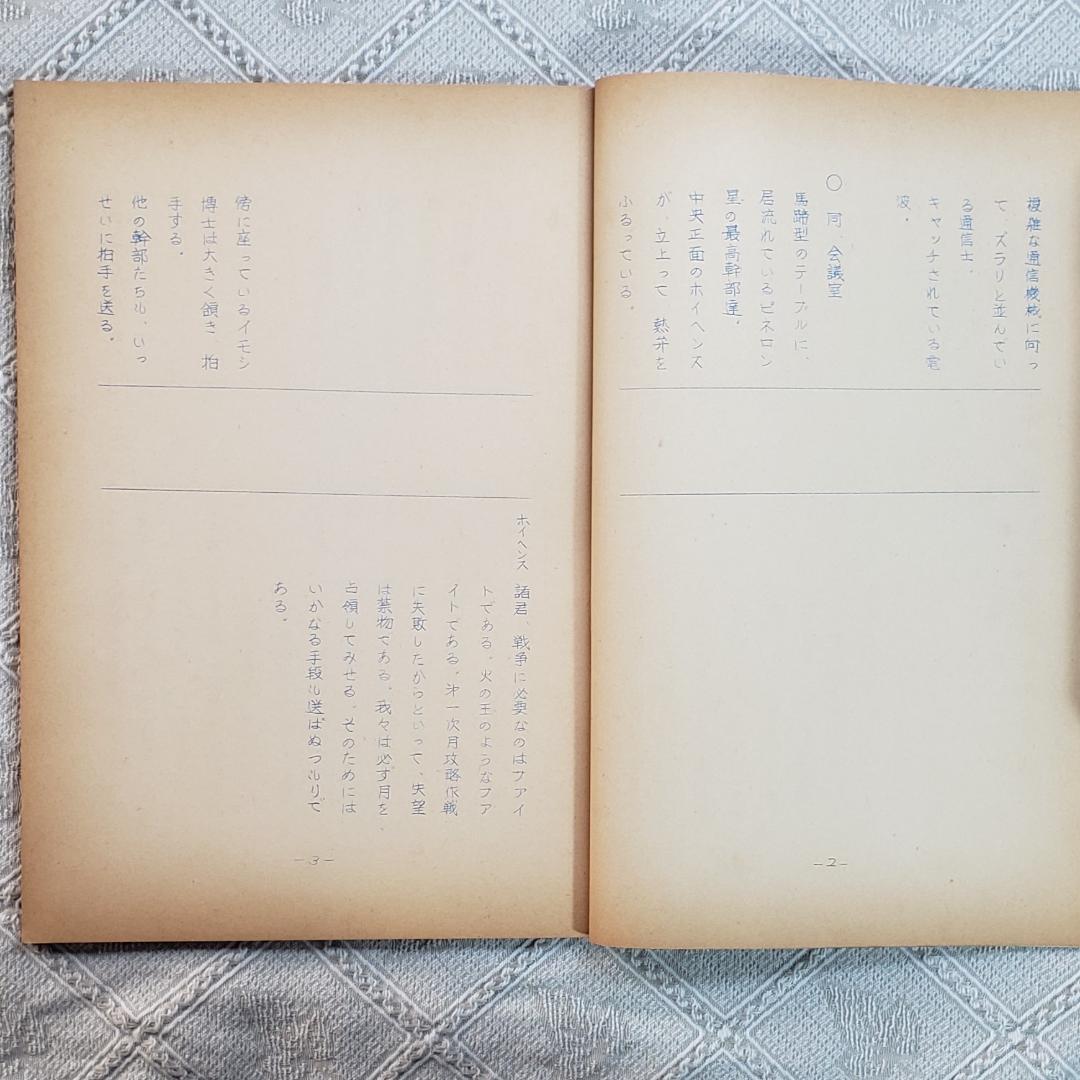 複雑な通信機械に向っ
て、ズラリと並んでい
る通信士。
キャッチされている電
波。
○　同、会議室
馬蹄型のテーブルに、
居流れているピネロン
星の最高幹部達。
中央正面のホイヘンス
が、立上って　熱弁を
ふるっている。
-2-
ホイヘンス　諸君、戦争に必要なのはファイ
トである。火の玉のようなファ
イトである。才一次月攻略作戦
に失敗したからといって、失望
は禁物である。我々は必ず月を、
占領してみせる。そのためには
いかなる手段も送ばぬつもりで
ある。
傍に座っているイモシ
博士は大きく領き、拍
手する。
他の幹部たちも、いっ
せいに拍手を送る。
-3-